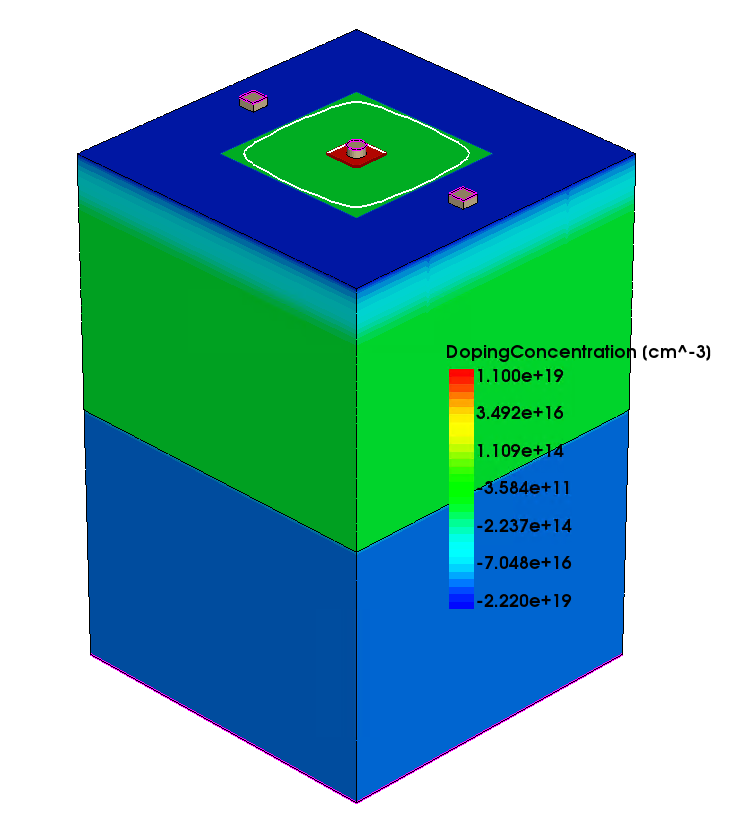 DopingConcentration (cm^-3)
1.100e+19
3.492e+16
1.109e+14
-3.584e+11
-2.237e+14
-7.048e+16
-2.220e+19